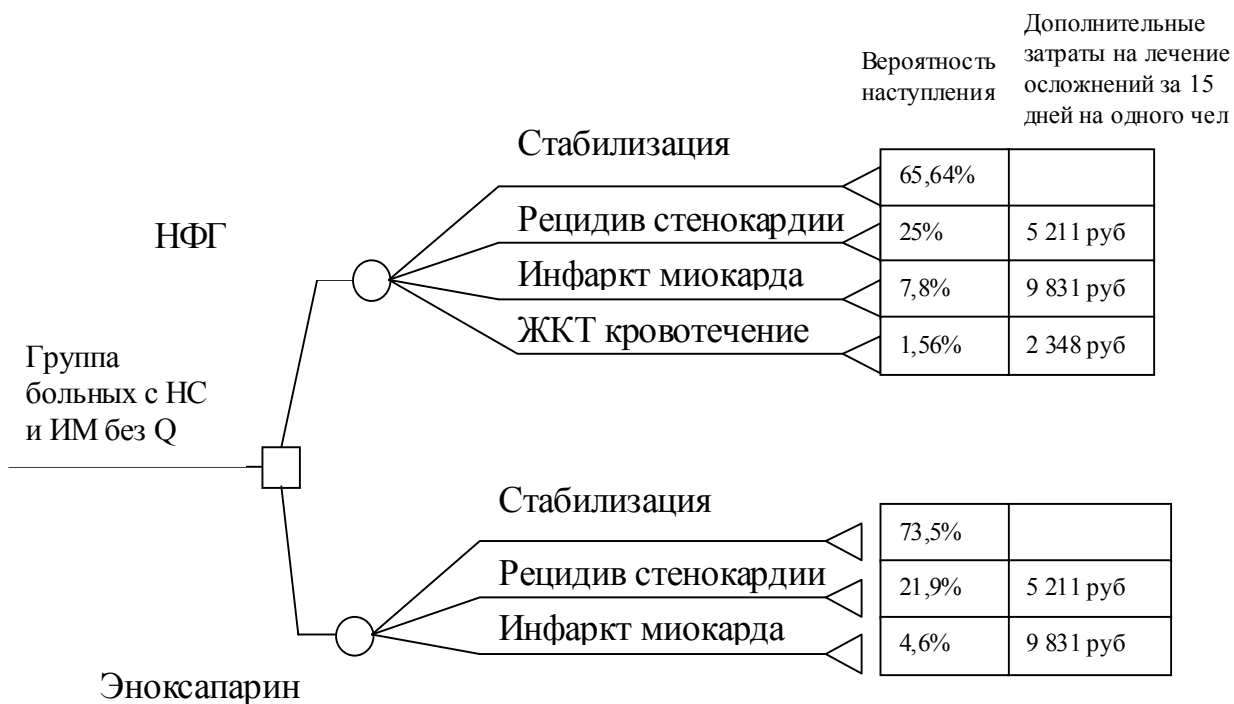 Вероятность
наступления
Дополнительные
затраты на лечение
осложнений за 15
дней на одного чел
НФГ
Стабилизация
65,64%
Рецидив стенокардии
25%
5 211 руб
Инфаркт миокарда
7,8%
9 831 руб
ЖКТ кровотечение
1,56%
2 348 руб
Группа
больных с НС
и ИМ без Q
Стабилизация
73,5%
Рецидив стенокардии
21,9%
5 211 руб
Инфаркт миокарда
4,6%
9 831 руб
Эноксапарин